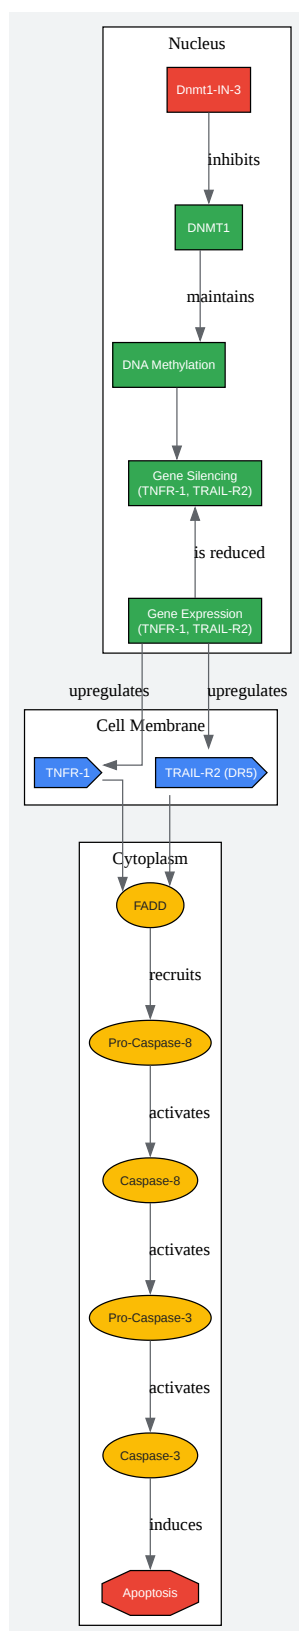 Nucleus
Dnmt1-IN-3
inhibits
DNMT1
maintains
DNA Methylation
Gene Silencing
(TNFR-1, TRAIL-R2)
is reduced
Gene Expression
(TNFR-1, TRAIL-R2)
upregulates
upregulates
Cell Membrane
TNFR-1
TRAIL-R2 (DR5)
Cytoplasm
FADD
recruits
Pro-Caspase-8
activates
Caspase-8
activates
Pro-Caspase-3
activates
Caspase-3
induces
Apoptosis